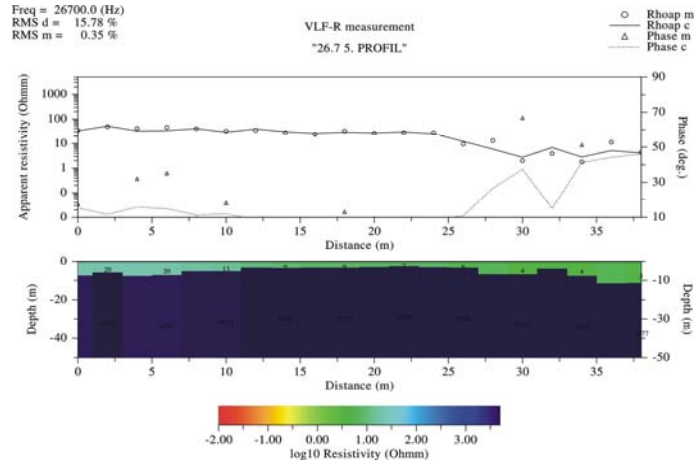 Freq = 26700.0 (Hz)
RMS d = 15.78 %
RMS m = 0.35 %
VLF-R measurement
"26.7 5. PROFIL"
Rhoap m
Rhoap c
Phase m
Phase c
Apparent resistivity (Ohmm)
1000
100
10
1
0
0
90
70
50
30
10
Phase (deg.)
0 5 10 15 20 25 30 35
Distance (m)
Depth (m)
0
-20
-40
20 20 13 4 4
-10
-30
-50
Depth (m)
0 5 10 15 20 25 30 35
Distance (m)
-2.00 -1.00 0.00 1.00 2.00 3.00
log10 Resistivity (Ohmm)